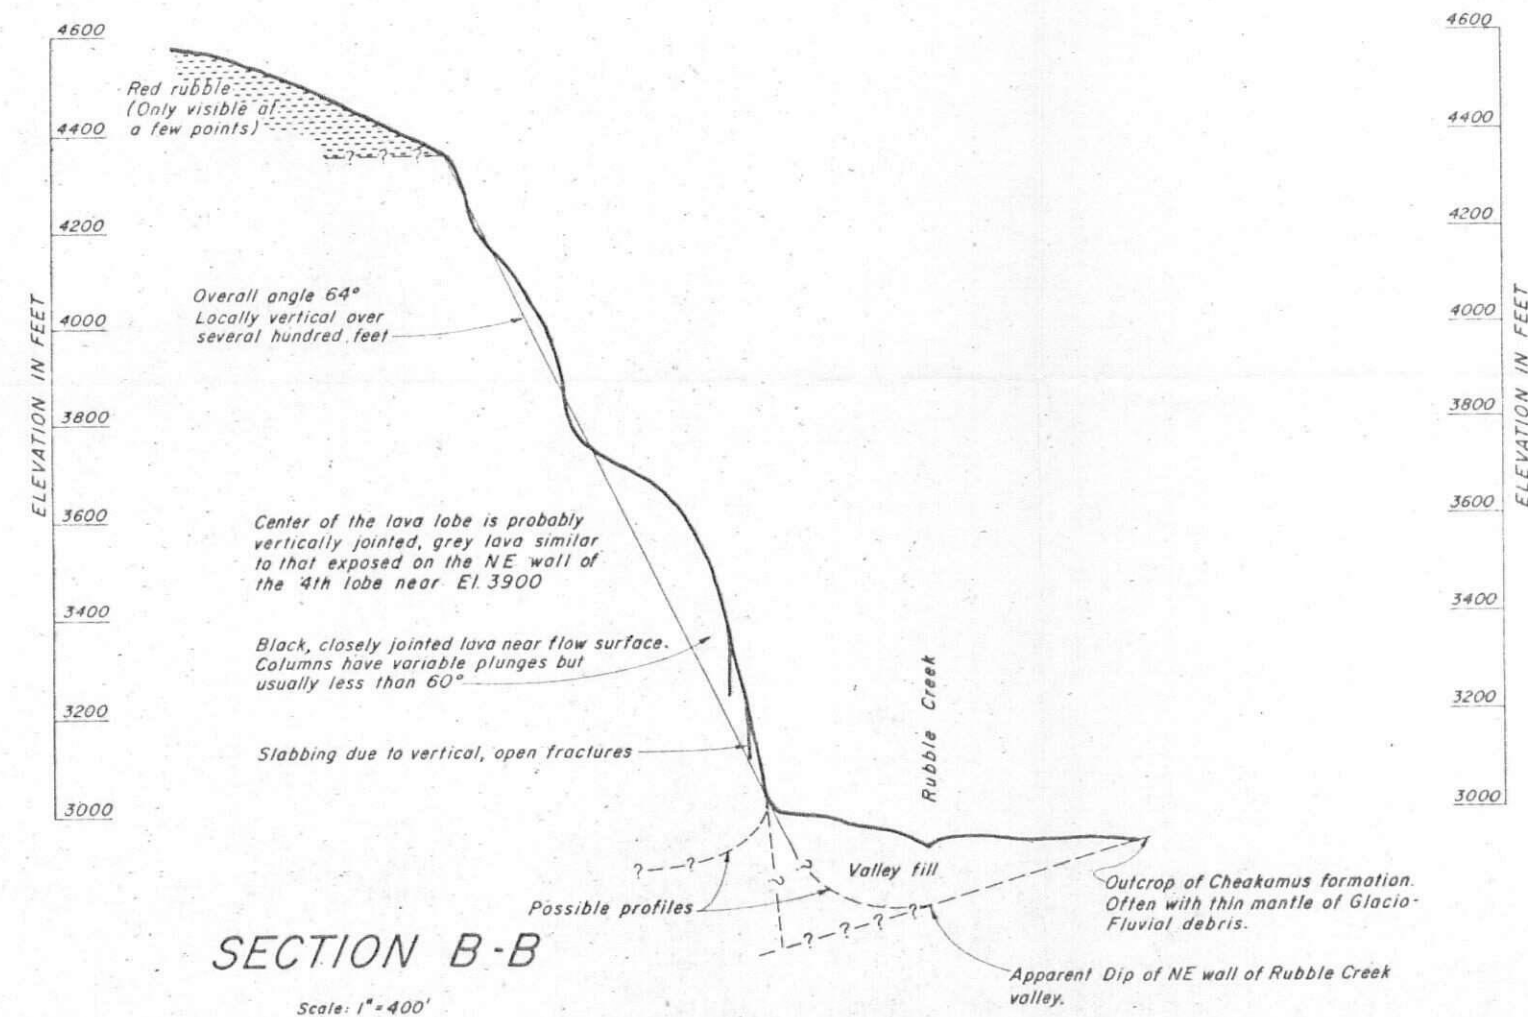 4600
4400
4200
4000
3800
3600
3400
3200
3000
ELEVATION IN FEET
Red rubble
(Only visible at
a few points)
? ? ?
Overall angle 64°
Locally vertical over
several hundred feet
Center of the lava lobe is probably
vertically jointed, grey lava similar
to that exposed on the NE wall of
the 4th lobe near El. 3900
Black, closely jointed lava near flow surface.
Columns have variable plunges but
usually less than 60°
Slabbing due to vertical, open fractures
Rubble Creek
? ?
?
?
Valley fill
Possible profiles
? ? ? ?
Outcrop of Cheakamus formation.
Often with thin mantle of Glacio-
Fluvial debris.
Apparent Dip of NE wall of Rubble Creek
valley.
SECTION B-B
Scale: 1"=400'
4600
4400
4200
4000
3800
3600
3400
3200
3000
ELEVATION IN FEET